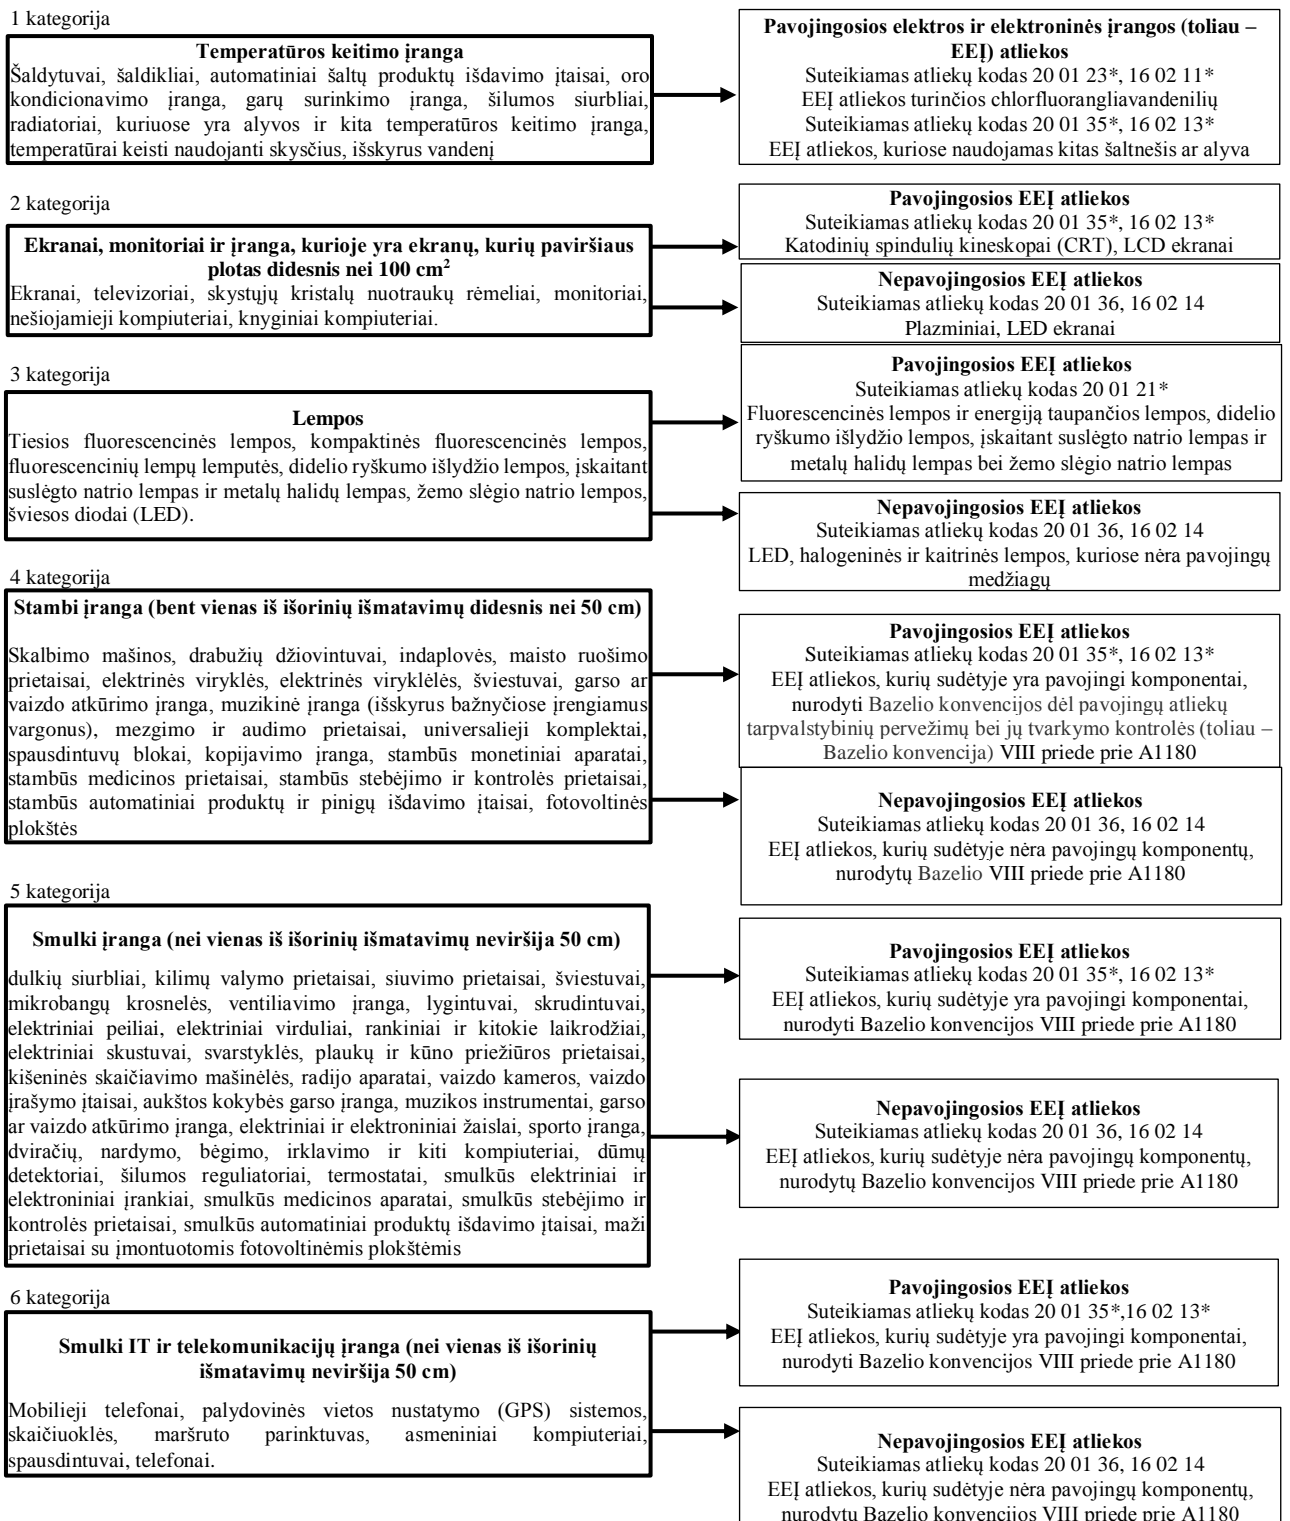 1 kategorija
Temperatūros keitimo įranga
Šaldytuvai, šaldikliai, automatiniai šaltų produktų išdavimo įtaisai, oro
kondicionavimo įranga, garų surinkimo įranga, šilumos siurbliai,
radiatoriai, kuriuose yra alyvos ir kita temperatūros keitimo įranga,
temperatūrai keisti naudojanti skysčius, išskyrus vandenį
Pavojingosios elektros ir elektroninės įrangos (toliau –
EEĮ) atliekos
Suteikiamas atliekų kodas 20 01 23*, 16 02 11*
EEĮ atliekos turinčios chlorfluorangliavandenilių
Suteikiamas atliekų kodas 20 01 35*, 16 02 13*
EEĮ atliekos, kuriose naudojamas kitas šaltnešis ar alyva
2 kategorija
Ekranai, monitoriai ir įranga, kurioje yra ekranų, kurių paviršiaus
plotas didesnis nei 100 cm²
Ekranai, televizoriai, skystųjų kristalų nuotraukų rėmeliai, monitoriai,
nešiojamieji kompiuteriai, knyginiai kompiuteriai.
Pavojingosios EEĮ atliekos
Suteikiamas atliekų kodas 20 01 35*, 16 02 13*
Katodinių spindulių kineskopai (CRT), LCD ekranai
Nepavojingosios EEĮ atliekos
Suteikiamas atliekų kodas 20 01 36, 16 02 14
Plazminiai, LED ekranai
3 kategorija
Lempos
Tiesios fluorescencinės lempos, kompaktinės fluorescencinės lempos,
fluorescencinių lempų lemputės, didelio ryškumo išlydžio lempos, įskaitant
suslėgto natrio lempas ir metalų halidų lempas, žemo slėgio natrio lempos,
šviesos diodai (LED).
Pavojingosios EEĮ atliekos
Suteikiamas atliekų kodas 20 01 21*
Fluorescencinės lempos ir energiją taupančios lempos, didelio
ryškumo išlydžio lempos, įskaitant suslėgto natrio lempas ir
metalų halidų lempas bei žemo slėgio natrio lempas
Nepavojingosios EEĮ atliekos
Suteikiamas atliekų kodas 20 01 36, 16 02 14
LED, halogeninės ir kaitrinės lempos, kuriose nėra pavojingų
medžiagų
4 kategorija
Stambi įranga (bent vienas iš išorinių išmatavimų didesnis nei 50 cm)
Skalbimo mašinos, drabužių džiovintuvai, indaplovės, maisto ruošimo
prietaisai, elektrinės viryklės, elektrinės viryklėlės, šviestuvai, garso ar
vaizdo atkūrimo įranga, muzikinė įranga (išskyrus bažnyčiose įrengiamus
vargonus), mezgimo ir audimo prietaisai, universalieji komplektai,
spausdintuvų blokai, kopijavimo įranga, stambūs monetiniai aparatai,
stambūs medicinos prietaisai, stambūs stebėjimo ir kontrolės prietaisai,
stambūs automatiniai produktų ir pinigų išdavimo įtaisai, fotovoltinės
plokštės
Pavojingosios EEĮ atliekos
Suteikiamas atliekų kodas 20 01 35*, 16 02 13*
EEĮ atliekos, kurių sudėtyje yra pavojingi komponentai,
nurodyti Bazelio konvencijos dėl pavojingų atliekų
tarpvalstybinių pervežimų bei jų tvarkymo kontrolės (toliau –
Bazelio konvencija) VIII priede prie A1180
Nepavojingosios EEĮ atliekos
Suteikiamas atliekų kodas 20 01 36, 16 02 14
EEĮ atliekos, kurių sudėtyje nėra pavojingų komponentų,
nurodytų Bazelio VIII priede prie A1180
5 kategorija
Smulki įranga (nei vienas iš išorinių išmatavimų neviršija 50 cm)
dulkių siurbliai, kilimų valymo prietaisai, siuvimo prietaisai, šviestuvai,
mikrobangų krosnelės, ventiliavimo įranga, lygintuvai, skrudintuvai,
elektriniai peiliai, elektriniai virduliai, rankiniai ir kitokie laikrodžiai,
elektriniai skustuvai, svarstyklės, plaukų ir kūno priežiūros prietaisai,
kišeninės skaičiavimo mašinėlės, radijo aparatai, vaizdo kameros, vaizdo
įrašymo įtaisai, aukštos kokybės garso įranga, muzikos instrumentai, garso
ar vaizdo atkūrimo įranga, elektriniai ir elektroniniai žaislai, sporto įranga,
dviračių, nardymo, bėgimo, irklavimo ir kiti kompiuteriai, dūmų
detektoriai, šilumos reguliatoriai, termostatai, smulkūs elektriniai ir
elektroniniai įrankiai, smulkūs medicinos aparatai, smulkūs stebėjimo ir
kontrolės prietaisai, smulkūs automatiniai produktų išdavimo įtaisai, maži
prietaisai su įmontuotomis fotovoltinėmis plokštėmis
Pavojingosios EEĮ atliekos
Suteikiamas atliekų kodas 20 01 35*, 16 02 13*
EEĮ atliekos, kurių sudėtyje yra pavojingi komponentai,
nurodyti Bazelio konvencijos VIII priede prie A1180
Nepavojingosios EEĮ atliekos
Suteikiamas atliekų kodas 20 01 36, 16 02 14
EEĮ atliekos, kurių sudėtyje nėra pavojingų komponentų,
nurodytų Bazelio konvencijos VIII priede prie A1180
6 kategorija
Smulki IT ir telekomunikacijų įranga (nei vienas iš išorinių
išmatavimų neviršija 50 cm)
Mobilieji telefonai, palydovinės vietos nustatymo (GPS) sistemos,
skaičiuoklės, maršruto parinktuvas, asmeniniai kompiuteriai,
spausdintuvai, telefonai.
Pavojingosios EEĮ atliekos
Suteikiamas atliekų kodas 20 01 35*,16 02 13*
EEĮ atliekos, kurių sudėtyje yra pavojingi komponentai,
nurodyti Bazelio konvencijos VIII priede prie A1180
Nepavojingosios EEĮ atliekos
Suteikiamas atliekų kodas 20 01 36, 16 02 14
EEĮ atliekos, kurių sudėtyje nėra pavojingų komponentų,
nurodytų Bazelio konvencijos VIII priede prie A1180